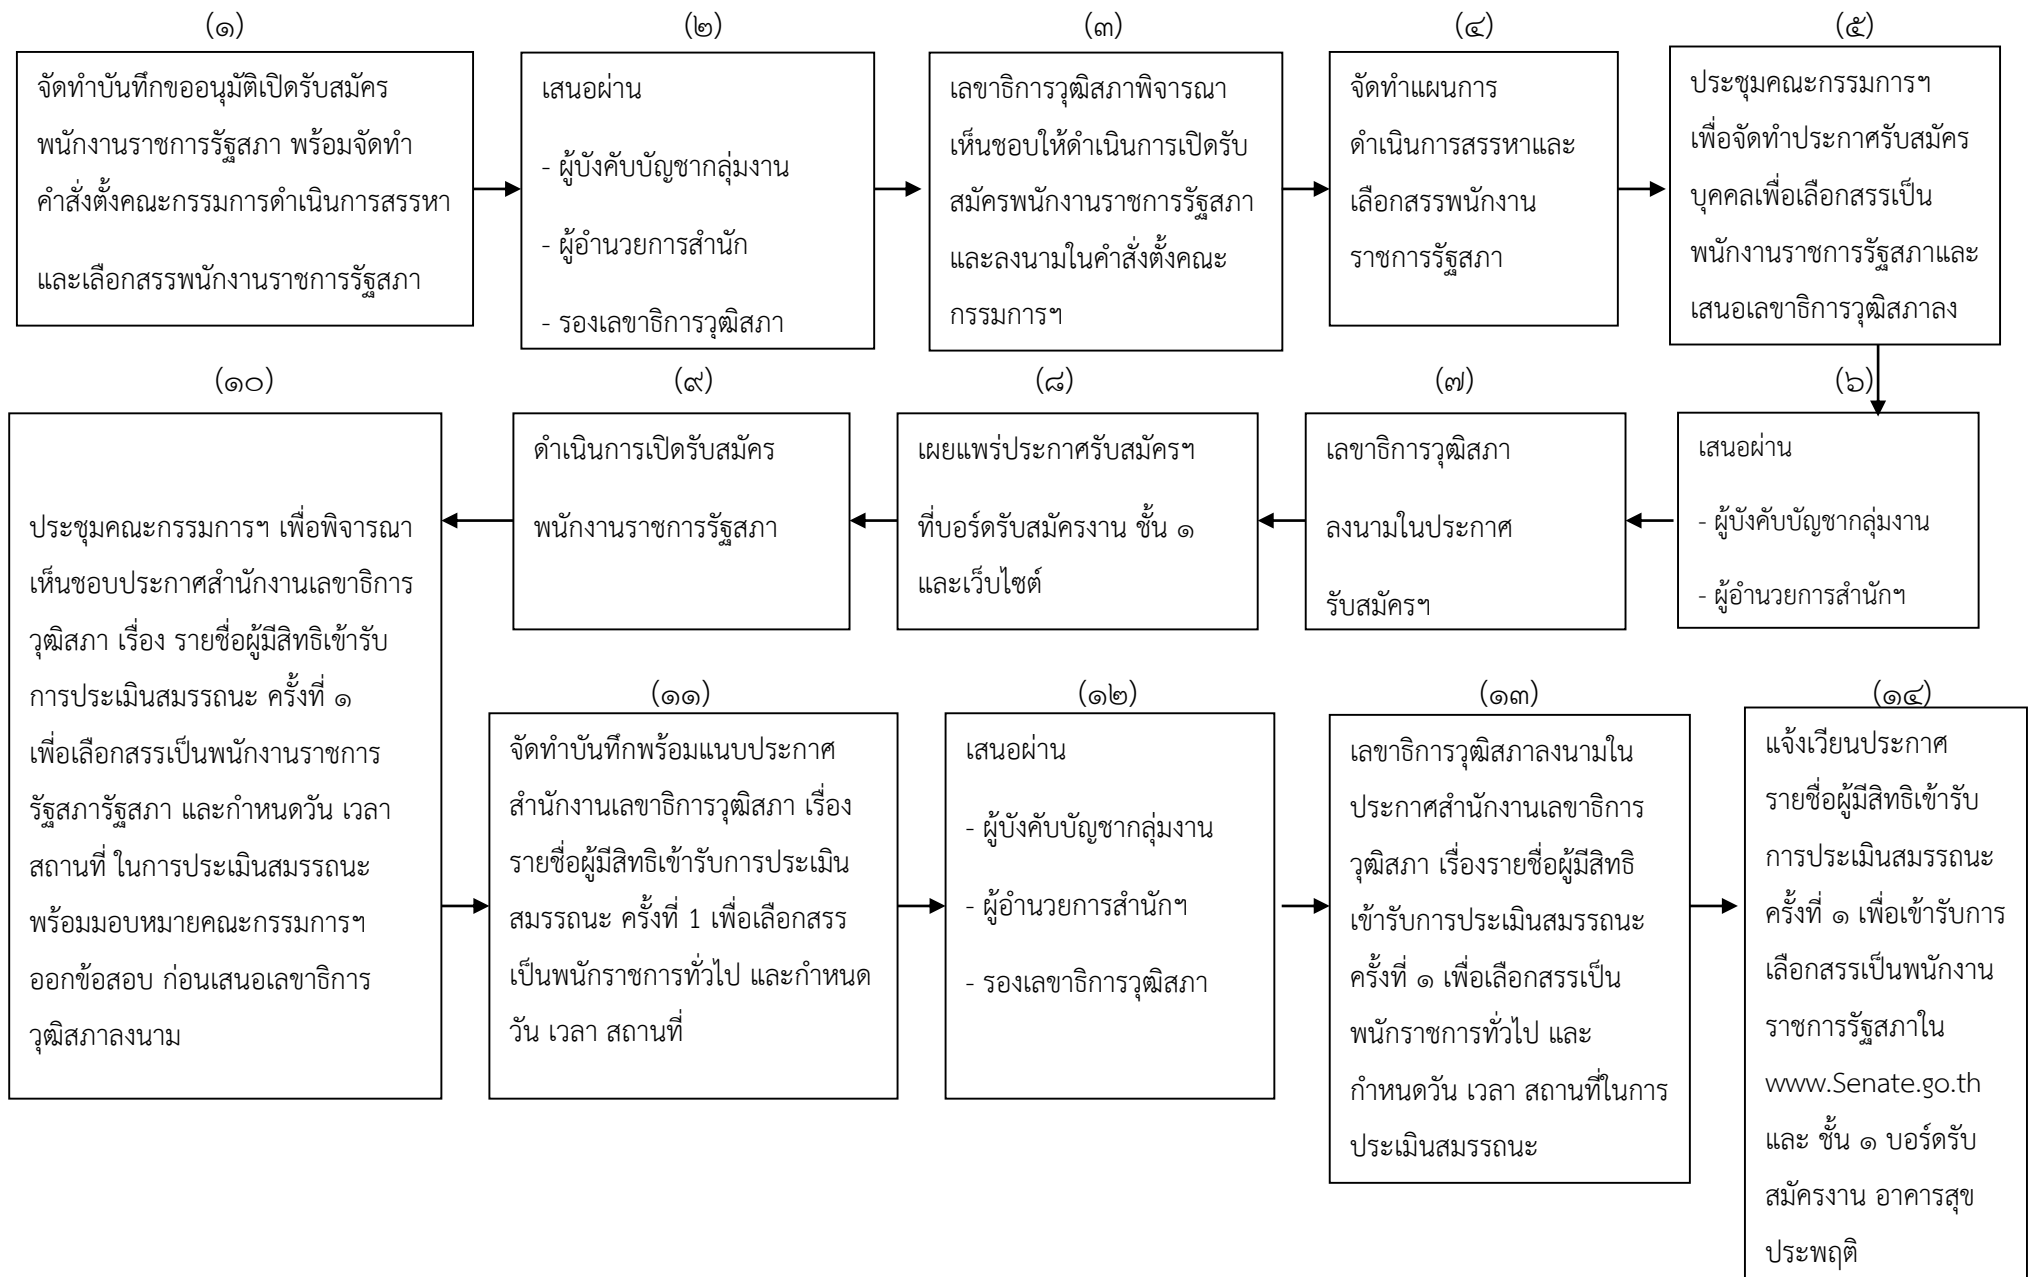 (๑)
จัดทำบันทึกขออนุมัติเปิดรับสมัคร
พนักงานราชการรัฐสภา พร้อมจัดทำ
คำสั่งตั้งคณะกรรมการดำเนินการสรรหา
และเลือกสรรพนักงานราชการรัฐสภา
(๒)
เสนอผ่าน
- ผู้บังคับบัญชากลุ่มงาน
- ผู้อำนวยการสำนัก
- รองเลขาธิการวุฒิสภา
(๓)
เลขาธิการวุฒิสภาพิจารณา
เห็นชอบให้ดำเนินการเปิดรับ
สมัครพนักงานราชการรัฐสภา
และลงนามในคำสั่งตั้งคณะ
กรรมการฯ
(๔)
จัดทำแผนการ
ดำเนินการสรรหาและ
เลือกสรรพนักงาน
ราชการรัฐสภา
(๕)
ประชุมคณะกรรมการฯ
เพื่อจัดทำประกาศรับสมัคร
บุคคลเพื่อเลือกสรรเป็น
พนักงานราชการรัฐสภาและ
เสนอเลขาธิการวุฒิสภาลง
(๖)
เสนอผ่าน
- ผู้บังคับบัญชากลุ่มงาน
- ผู้อำนวยการสำนักฯ
(๗)
เลขาธิการวุฒิสภา
ลงนามในประกาศ
รับสมัครฯ
(๘)
เผยแพร่ประกาศรับสมัครฯ
ที่บอร์ดรับสมัครงาน ชั้น ๑
และเว็บไซต์
(๙)
ดำเนินการเปิดรับสมัคร
พนักงานราชการรัฐสภา
(๑๐)
ประชุมคณะกรรมการฯ เพื่อพิจารณา
เห็นชอบประกาศสำนักงานเลขาธิการ
วุฒิสภา เรื่อง รายชื่อผู้มีสิทธิเข้ารับ
การประเมินสมรรถนะ ครั้งที่ ๑
เพื่อเลือกสรรเป็นพนักงานราชการ
รัฐสภารัฐสภา และกำหนดวัน เวลา
สถานที่ ในการประเมินสมรรถนะ
พร้อมมอบหมายคณะกรรมการฯ
ออกข้อสอบ ก่อนเสนอเลขาธิการ
วุฒิสภาลงนาม
(๑๑)
จัดทำบันทึกพร้อมแนบประกาศ
สำนักงานเลขาธิการวุฒิสภา เรื่อง
รายชื่อผู้มีสิทธิเข้ารับการประเมิน
สมรรถนะ ครั้งที่ 1 เพื่อเลือกสรร
เป็นพนักราชการทั่วไป และกำหนด
วัน เวลา สถานที่
(๑๒)
เสนอผ่าน
- ผู้บังคับบัญชากลุ่มงาน
- ผู้อำนวยการสำนักฯ
- รองเลขาธิการวุฒิสภา
(๑๓)
เลขาธิการวุฒิสภาลงนามใน
ประกาศสำนักงานเลขาธิการ
วุฒิสภา เรื่องรายชื่อผู้มีสิทธิ
เข้ารับการประเมินสมรรถนะ
ครั้งที่ ๑ เพื่อเลือกสรรเป็น
พนักราชการทั่วไป และ
กำหนดวัน เวลา สถานที่ในการ
ประเมินสมรรถนะ
(๑๔)
แจ้งเวียนประกาศ
รายชื่อผู้มีสิทธิเข้ารับ
การประเมินสมรรถนะ
ครั้งที่ ๑ เพื่อเข้ารับการ
เลือกสรรเป็นพนักงาน
ราชการรัฐสภาใน
www.Senate.go.th
และ ชั้น ๑ บอร์ดรับ
สมัครงาน อาคารสุข
ประพฤติ